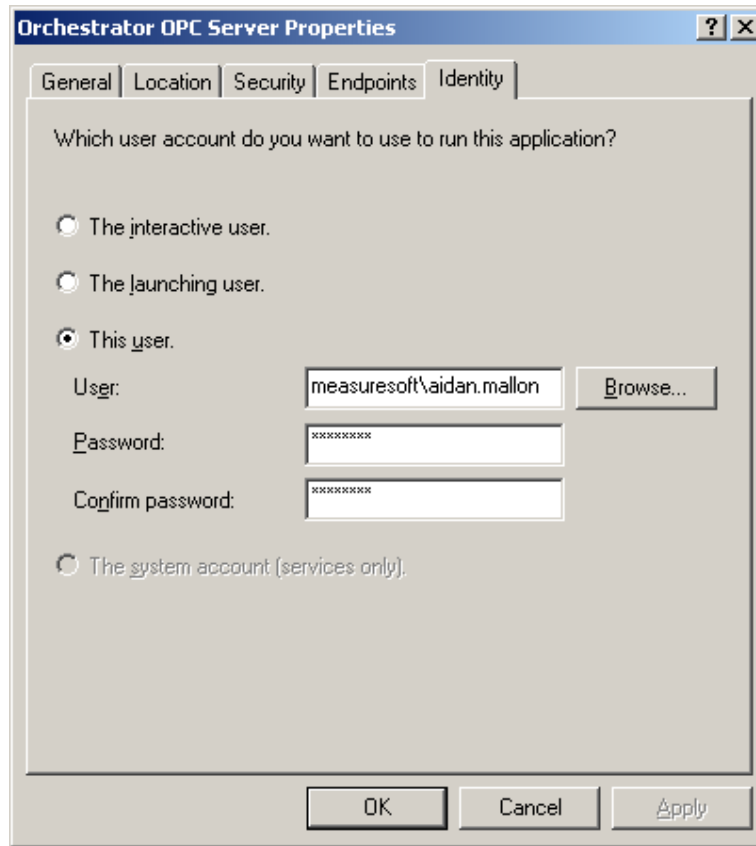 Orchestrator OPC Server Properties
General Location Security Endpoints Identity
Which user account do you want to use to run this application?
The interactive user.
The launching user.
This user.
User: measuresoft\aidan.mallon Browse...
Password: ********
Confirm password: ********
The system account (services only).
OK Cancel Apply